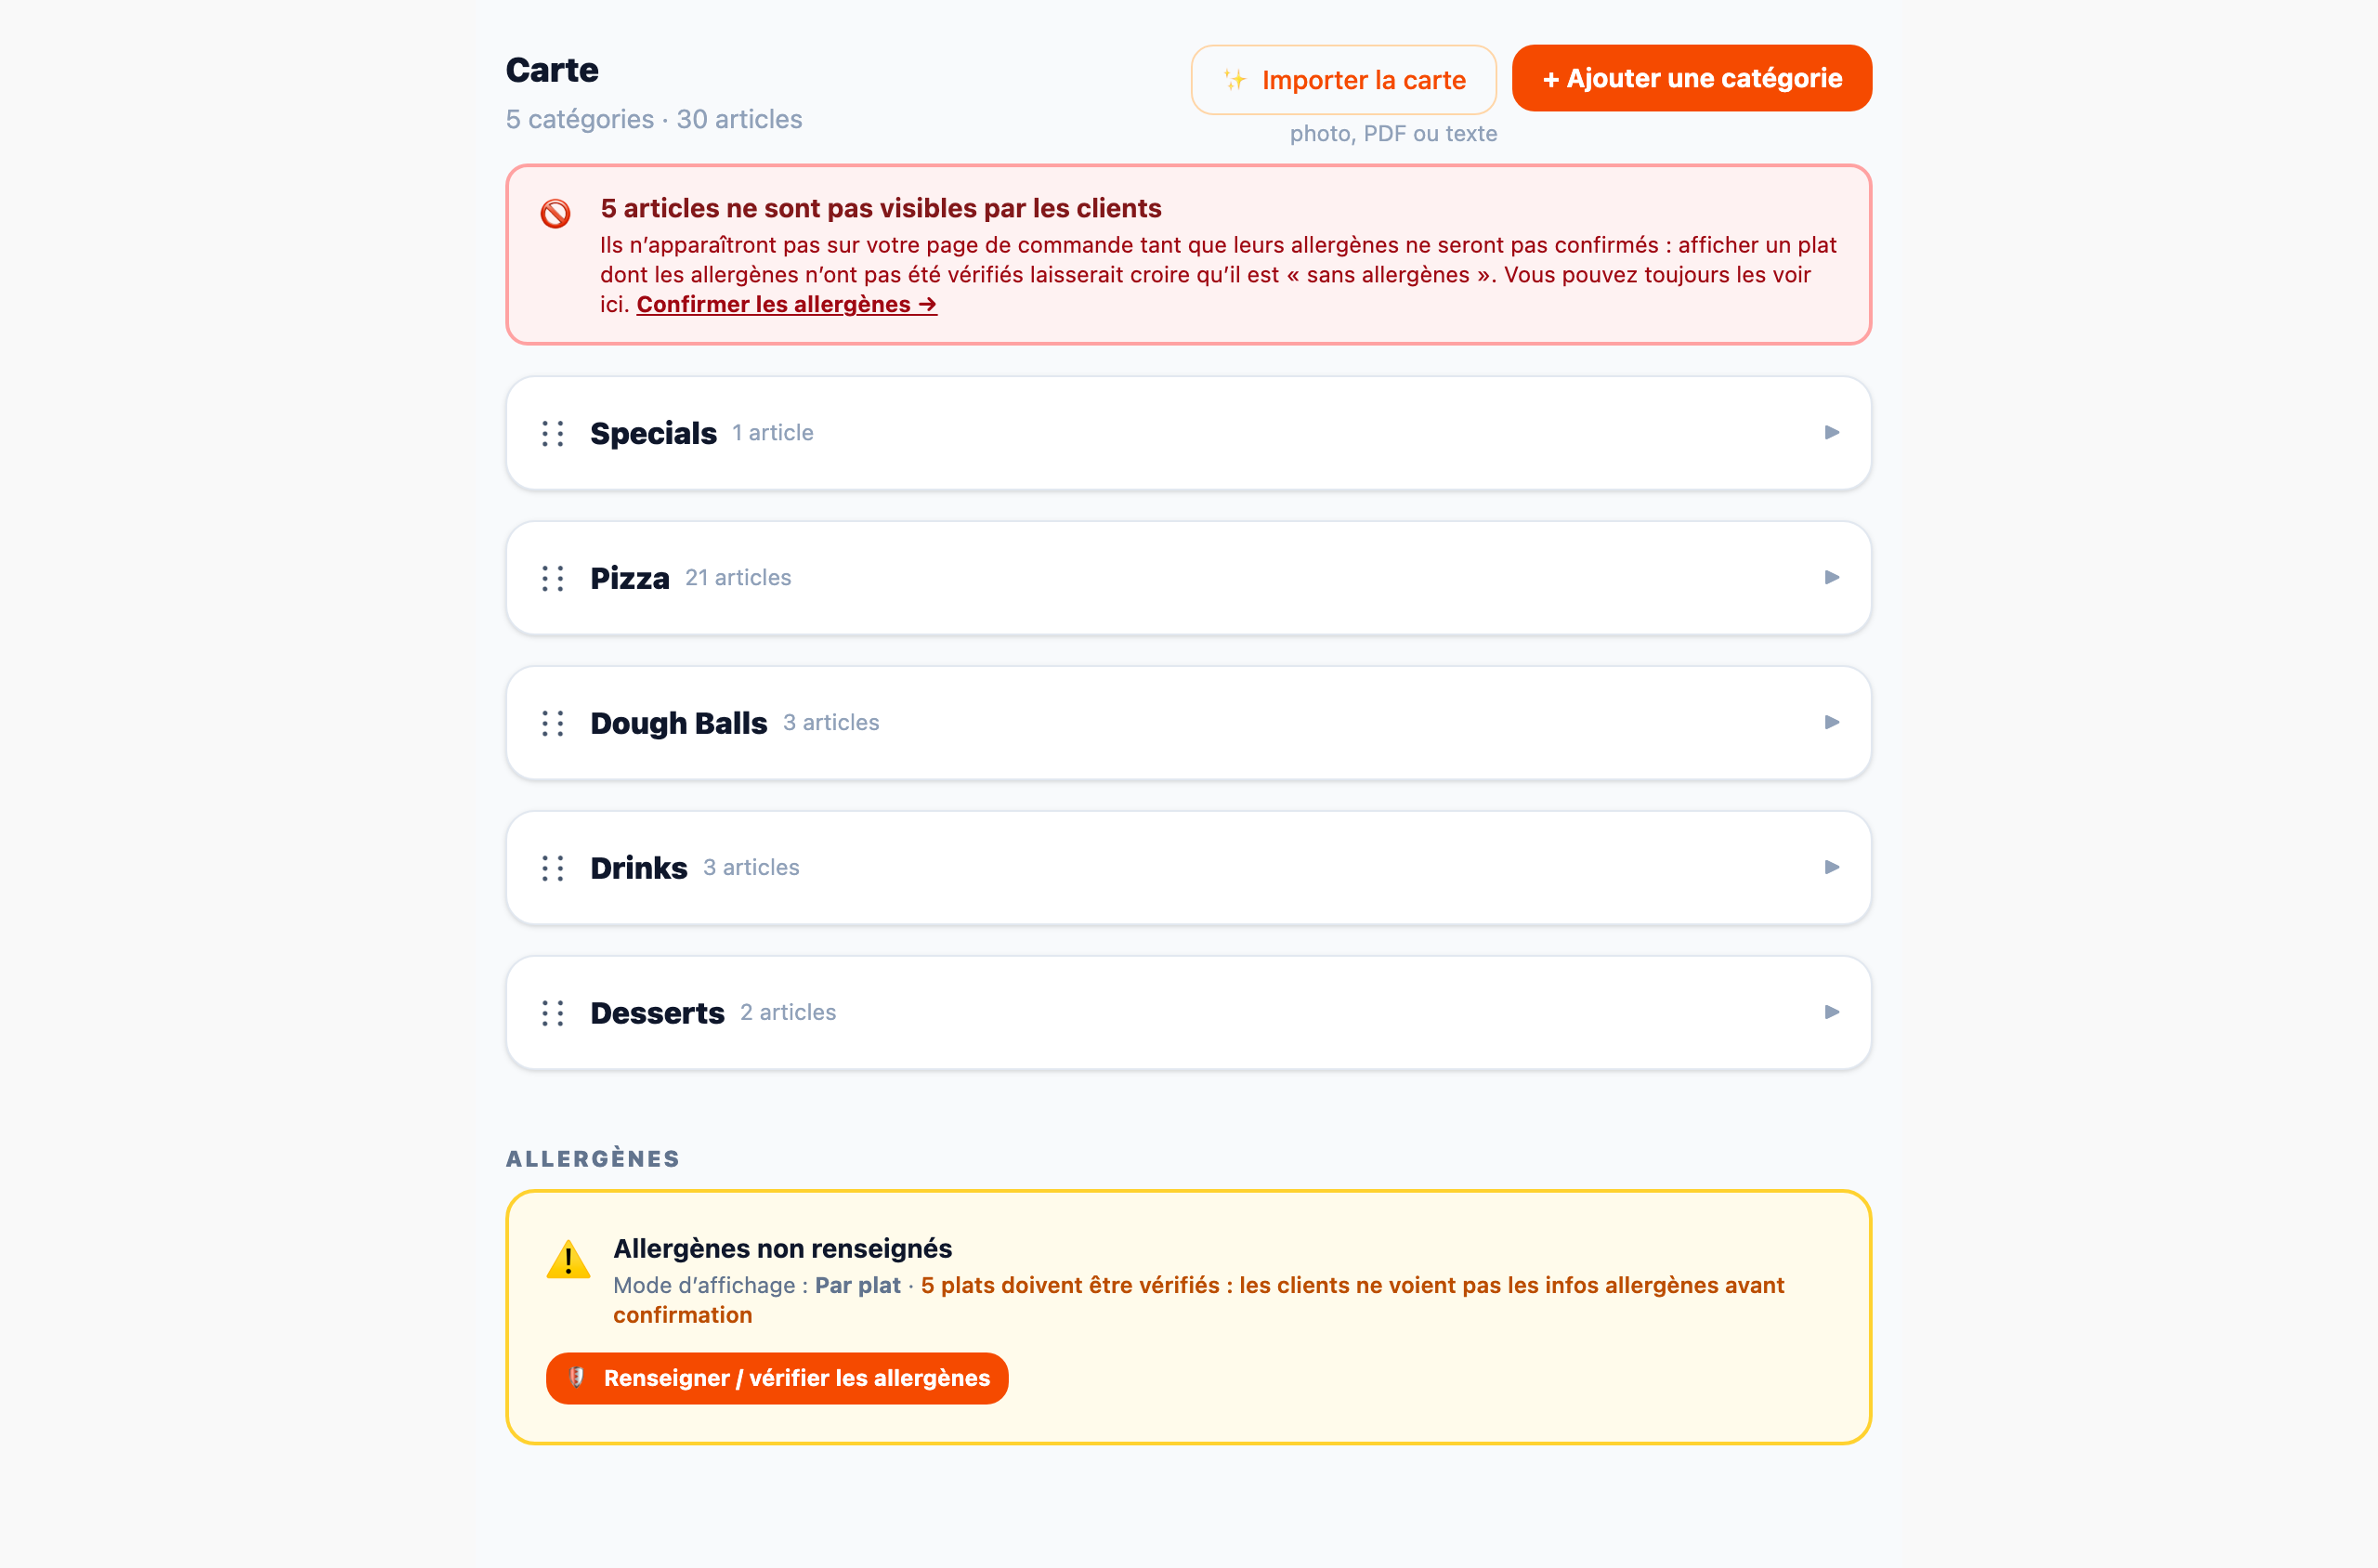 Carte
5 catégories · 30 articles
✨ Importer la carte
+ Ajouter une catégorie
photo, PDF ou texte
5 articles ne sont pas visibles par les clients
Ils n’apparaîtront pas sur votre page de commande tant que leurs allergènes ne seront pas confirmés : afficher un plat
dont les allergènes n’ont pas été vérifiés laisserait croire qu’il est « sans allergènes ». Vous pouvez toujours les voir
ici. Confirmer les allergènes →
Specials 1 article
Pizza 21 articles
Dough Balls 3 articles
Drinks 3 articles
Desserts 2 articles
ALLERGÈNES
Allergènes non renseignés
Mode d’affichage : Par plat · 5 plats doivent être vérifiés : les clients ne voient pas les infos allergènes avant
confirmation
Renseigner / vérifier les allergènes